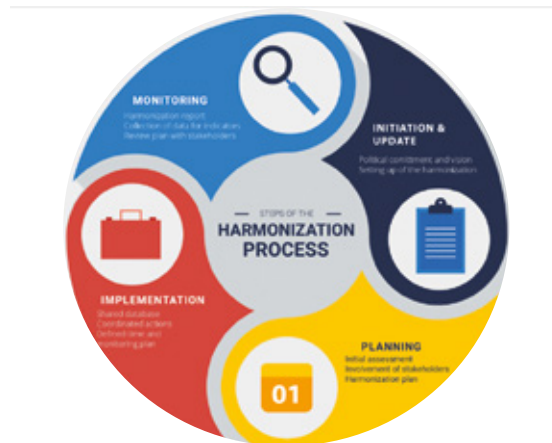 MONITORING
Harmonization report
Collection of data for indicators
Review plan with stakeholders
INITIATION &
UPDATE
Political comitment and vision
Setting up of the harmonization
STEPS OF THE
HARMONIZATION
PROCESS
IMPLEMENTATION
Shared database
Coordinated actions
Defined time and
monitoring plan
PLANNING
Initial assessment
Involvement of stakeholders
Harmonization plan
01